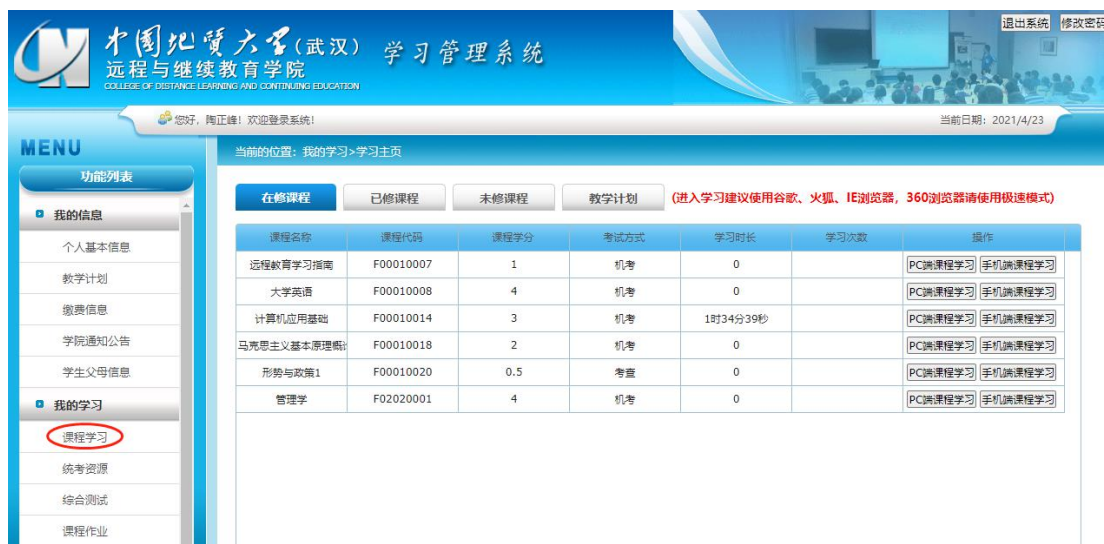 退出系统 修改密码
中国地质大学(武汉) 学习管理系统
远程与继续教育学院
COLLEGE OF DISTANCE LEARNING AND CONTINUING EDUCATION
您好，陶正峰！欢迎登录系统！ 当前日期：2021/4/23
MENU
当前的位置：我的学习>学习主页
功能列表
我的信息
个人基本信息
教学计划
缴费信息
学院通知公告
学生父母信息
我的学习
课程学习
统考资源
综合测试
课程作业
在修课程 已修课程 未修课程 教学计划 (进入学习建议使用谷歌、火狐、IE浏览器，360浏览器请使用极速模式)
课程名称 课程代码 课程学分 考试方式 学习时长 学习次数 操作
远程教育学习指南 F00010007 1 机考 0 PC端课程学习 手机端课程学习
大学英语 F00010008 4 机考 0 PC端课程学习 手机端课程学习
计算机应用基础 F00010014 3 机考 1时34分39秒 PC端课程学习 手机端课程学习
马克思主义基本原理概 F00010018 2 机考 0 PC端课程学习 手机端课程学习
形势与政策1 F00010020 0.5 考查 0 PC端课程学习 手机端课程学习
管理学 F02020001 4 机考 0 PC端课程学习 手机端课程学习